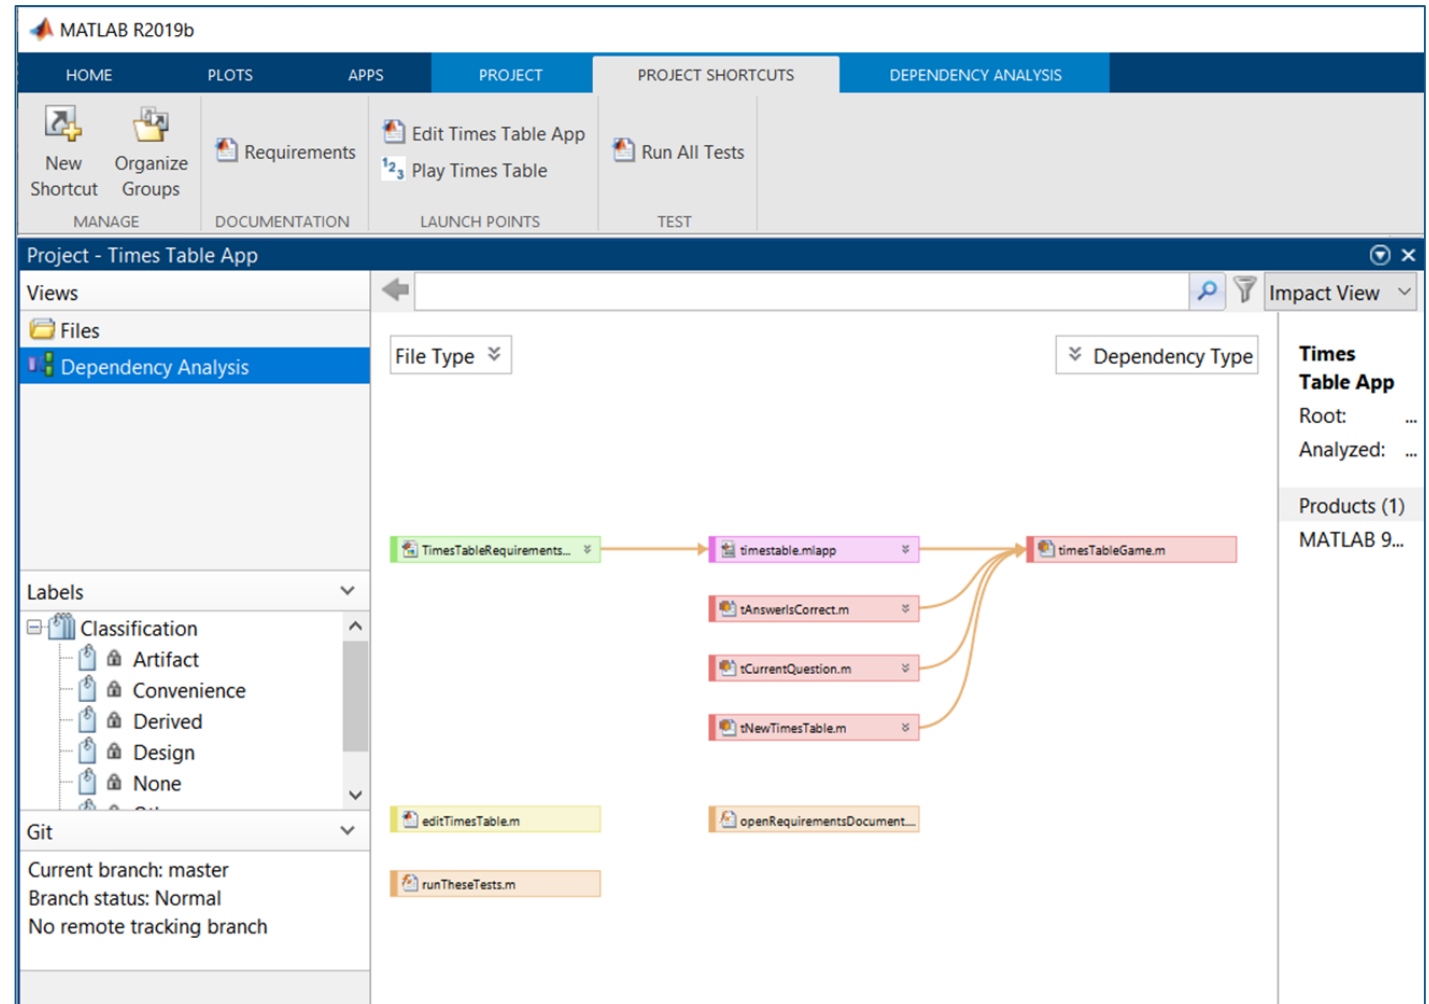 MATLAB R2019b
HOME PLOTS APPS PROJECT PROJECT SHORTCUTS DEPENDENCY ANALYSIS
New Shortcut
Organize Groups
Requirements
Edit Times Table App
Play Times Table
Run All Tests
MANAGE DOCUMENTATION LAUNCH POINTS TEST
Project - Times Table App
Views
Impact View
Files
Dependency Analysis
File Type
Dependency Type
Times
Table App
Root: ...
Analyzed: ...
Products (1)
MATLAB 9...
TimesTableRequirements...
timestable.mlapp
timesTableGame.m
tAnswerIsCorrect.m
tCurrentQuestion.m
tNewTimesTable.m
editTimesTable.m
openRequirementsDocument....
runTheseTests.m
Labels
Classification
Artifact
Convenience
Derived
Design
None
Git
Current branch: master
Branch status: Normal
No remote tracking branch